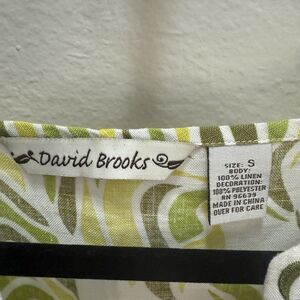 David Brooks
SIZE: S
BODY:
100% LINEN
DECORATION:
100% POLYESTER
RN 96639
MADE IN CHINA
OVER FOR CARE